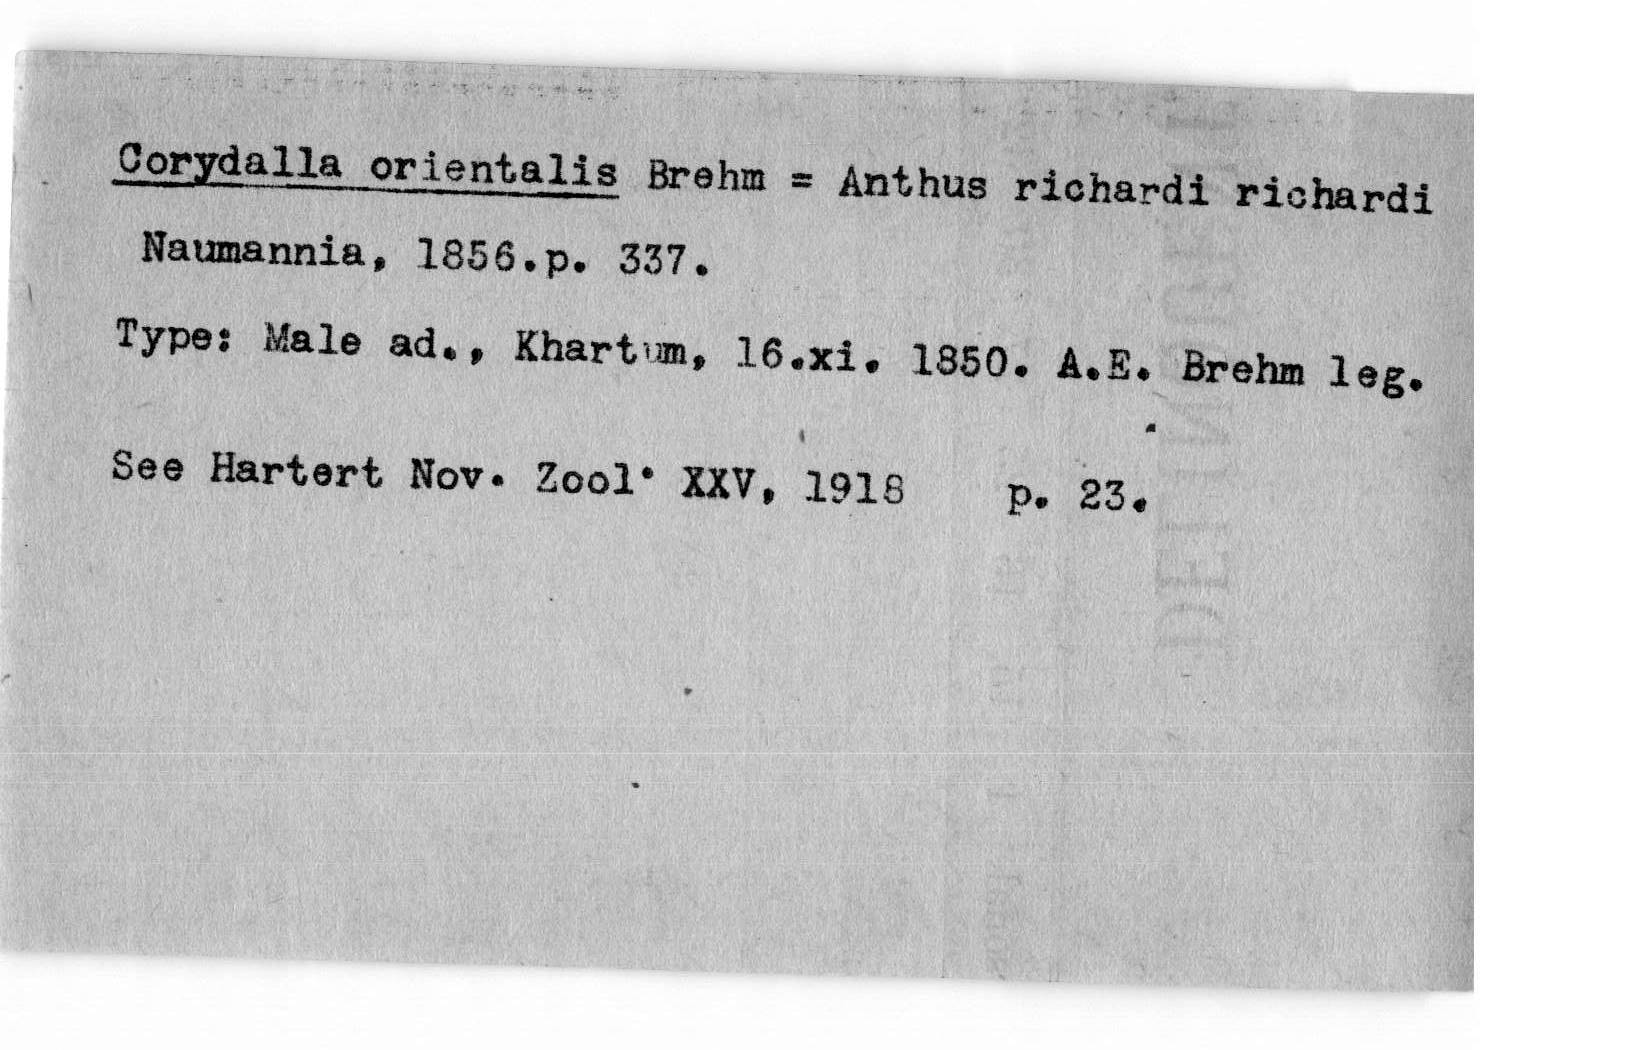 Corydalla orientalis Brehm = Anthus richardi richardi
Naumannia, 1856.p. 337.
Type: Male ad., Khartum, 16.xi. 1850. A.E. Brehm leg.
See Hartert Nov. Zool. XXV, 1918 p. 23.